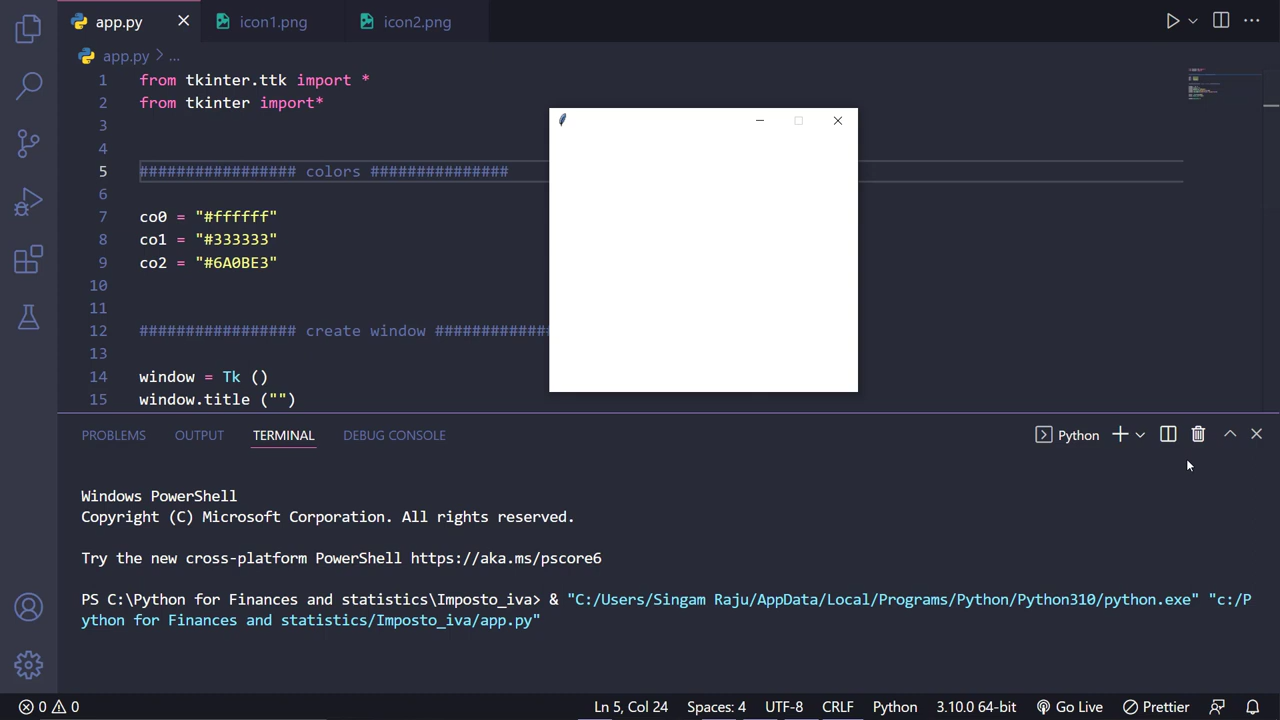 app.py
icon1.png
icon2.png
app.py > ...
1 from tkinter.ttk import *
2 from tkinter import*
3
4
5 ################# colors ###############
6
7 co0 = "#ffffff"
8 co1 = "#333333"
9 co2 = "#6A0BE3"
10
11
12 ################# create window #############
13
14 window = Tk ()
15 window.title ("")
PROBLEMS
OUTPUT
TERMINAL
DEBUG CONSOLE
Python
Windows PowerShell
Copyright (C) Microsoft Corporation. All rights reserved.
Try the new cross-platform PowerShell https://aka.ms/pscore6
PS C:\Python for Finances and statistics\Imposto_iva> & "C:/Users/Singam Raju/AppData/Local/Programs/Python/Python310/python.exe" "c:/P
ython for Finances and statistics/Imposto_iva/app.py"
0 0
Ln 5, Col 24
Spaces: 4
UTF-8
CRLF
Python
3.10.0 64-bit
Go Live
Prettier